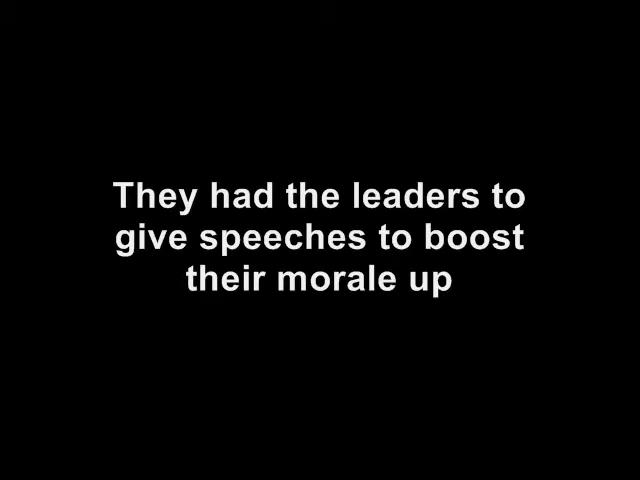 They had the leaders to
give speeches to boost
their morale up